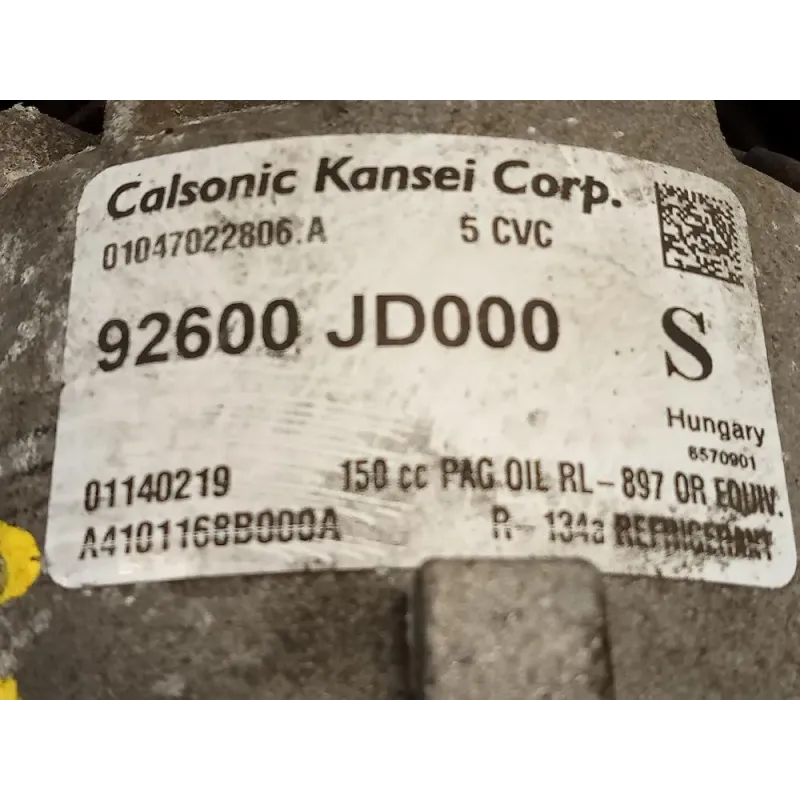 Calsonic Kansei Corp.
01047022806.A 5 CVC
92600 JD000 S
Hungary
6570901
01140219 150 cc PAG OIL RL-897 OR EQUIV.
A4101168B000A R-134a REFRIGERANT